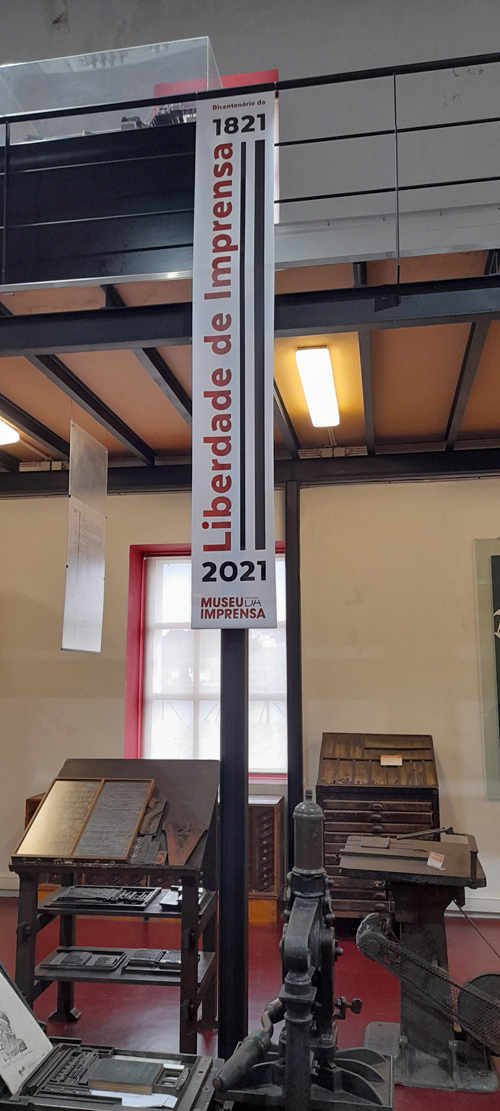 Bicentenário da
1821
Liberdade de Imprensa
2021
MUSEU DA
IMPRENSA